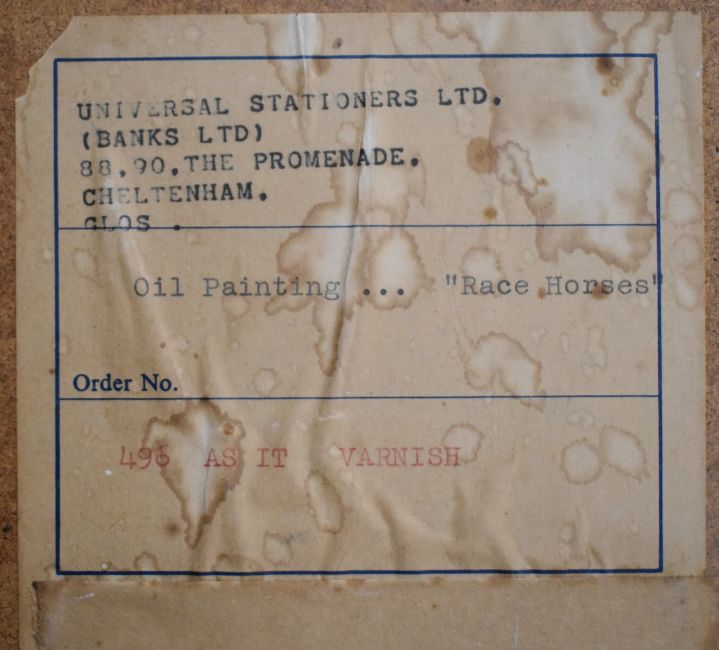 UNIVERSAL STATIONERS LTD.
(BANKS LTD)
88.90.THE PROMENADE.
CHELTENHAM.
GLOS .
Oil Painting ... "Race Horses"
Order No.
496 AS IT VARNISH